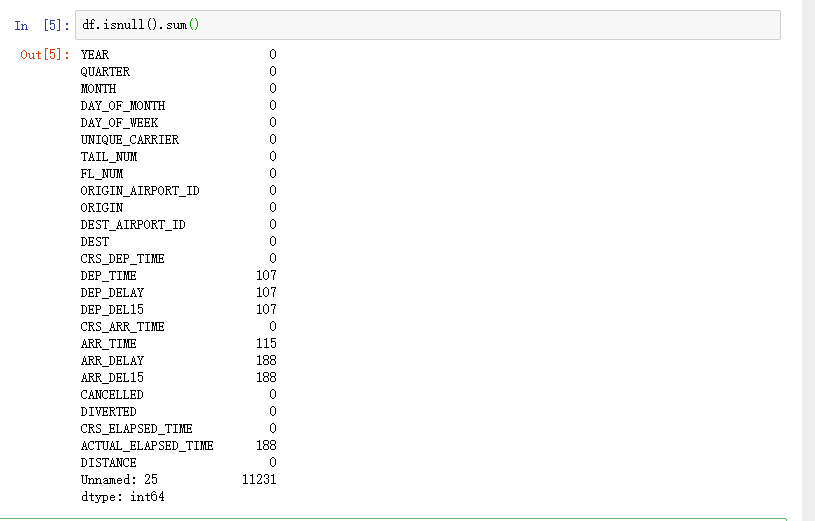 In [5]: df.isnull().sum()
Out[5]: YEAR 0
QUARTER 0
MONTH 0
DAY_OF_MONTH 0
DAY_OF_WEEK 0
UNIQUE_CARRIER 0
TAIL_NUM 0
FL_NUM 0
ORIGIN_AIRPORT_ID 0
ORIGIN 0
DEST_AIRPORT_ID 0
DEST 0
CRS_DEP_TIME 0
DEP_TIME 107
DEP_DELAY 107
DEP_DEL15 107
CRS_ARR_TIME 0
ARR_TIME 115
ARR_DELAY 188
ARR_DEL15 188
CANCELLED 0
DIVERTED 0
CRS_ELAPSED_TIME 0
ACTUAL_ELAPSED_TIME 188
DISTANCE 0
Unnamed: 25 11231
dtype: int64